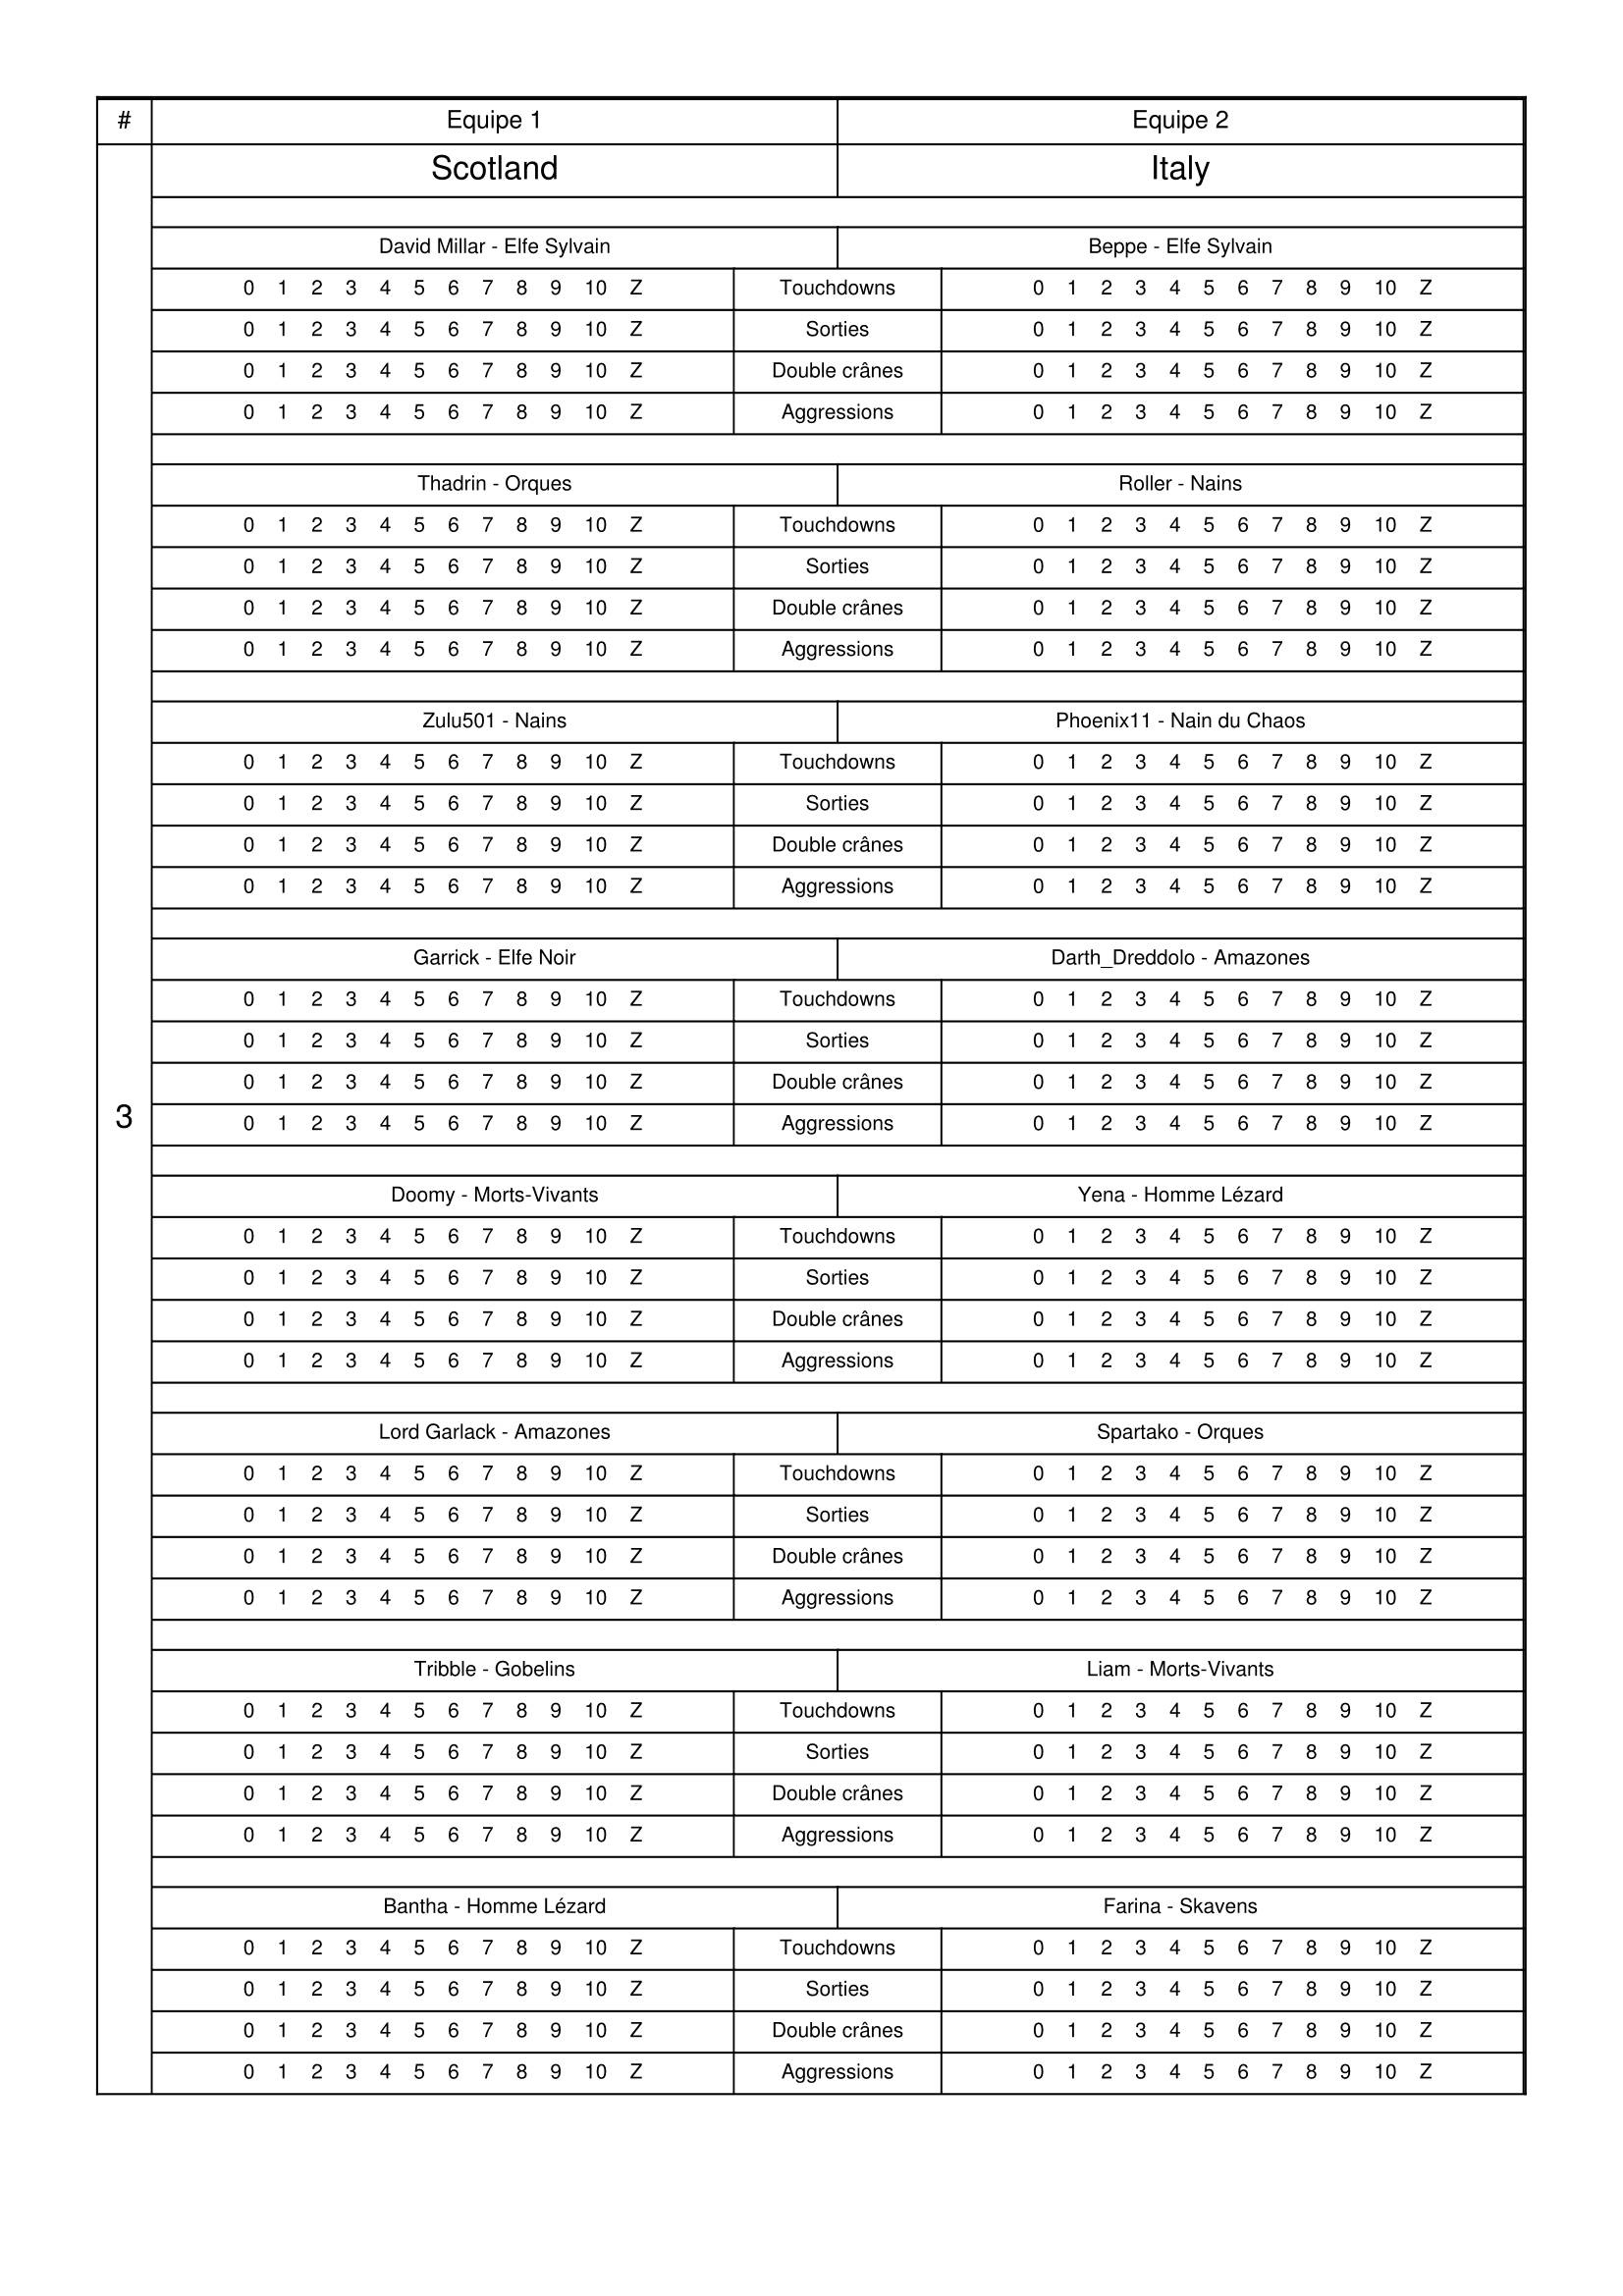 # Equipe 1 Equipe 2
Scotland Italy
David Millar - Elfe Sylvain Beppe - Elfe Sylvain
0 1 2 3 4 5 6 7 8 9 10 Z Touchdowns 0 1 2 3 4 5 6 7 8 9 10 Z
0 1 2 3 4 5 6 7 8 9 10 Z Sorties 0 1 2 3 4 5 6 7 8 9 10 Z
0 1 2 3 4 5 6 7 8 9 10 Z Double crânes 0 1 2 3 4 5 6 7 8 9 10 Z
0 1 2 3 4 5 6 7 8 9 10 Z Aggressions 0 1 2 3 4 5 6 7 8 9 10 Z
Thadrin - Orques Roller - Nains
0 1 2 3 4 5 6 7 8 9 10 Z Touchdowns 0 1 2 3 4 5 6 7 8 9 10 Z
0 1 2 3 4 5 6 7 8 9 10 Z Sorties 0 1 2 3 4 5 6 7 8 9 10 Z
0 1 2 3 4 5 6 7 8 9 10 Z Double crânes 0 1 2 3 4 5 6 7 8 9 10 Z
0 1 2 3 4 5 6 7 8 9 10 Z Aggressions 0 1 2 3 4 5 6 7 8 9 10 Z
Zulu501 - Nains Phoenix11 - Nain du Chaos
0 1 2 3 4 5 6 7 8 9 10 Z Touchdowns 0 1 2 3 4 5 6 7 8 9 10 Z
0 1 2 3 4 5 6 7 8 9 10 Z Sorties 0 1 2 3 4 5 6 7 8 9 10 Z
0 1 2 3 4 5 6 7 8 9 10 Z Double crânes 0 1 2 3 4 5 6 7 8 9 10 Z
0 1 2 3 4 5 6 7 8 9 10 Z Aggressions 0 1 2 3 4 5 6 7 8 9 10 Z
Garrick - Elfe Noir Darth_Dreddolo - Amazones
0 1 2 3 4 5 6 7 8 9 10 Z Touchdowns 0 1 2 3 4 5 6 7 8 9 10 Z
0 1 2 3 4 5 6 7 8 9 10 Z Sorties 0 1 2 3 4 5 6 7 8 9 10 Z
0 1 2 3 4 5 6 7 8 9 10 Z Double crânes 0 1 2 3 4 5 6 7 8 9 10 Z
3 0 1 2 3 4 5 6 7 8 9 10 Z Aggressions 0 1 2 3 4 5 6 7 8 9 10 Z
Doomy - Morts-Vivants Yena - Homme Lézard
0 1 2 3 4 5 6 7 8 9 10 Z Touchdowns 0 1 2 3 4 5 6 7 8 9 10 Z
0 1 2 3 4 5 6 7 8 9 10 Z Sorties 0 1 2 3 4 5 6 7 8 9 10 Z
0 1 2 3 4 5 6 7 8 9 10 Z Double crânes 0 1 2 3 4 5 6 7 8 9 10 Z
0 1 2 3 4 5 6 7 8 9 10 Z Aggressions 0 1 2 3 4 5 6 7 8 9 10 Z
Lord Garlack - Amazones Spartako - Orques
0 1 2 3 4 5 6 7 8 9 10 Z Touchdowns 0 1 2 3 4 5 6 7 8 9 10 Z
0 1 2 3 4 5 6 7 8 9 10 Z Sorties 0 1 2 3 4 5 6 7 8 9 10 Z
0 1 2 3 4 5 6 7 8 9 10 Z Double crânes 0 1 2 3 4 5 6 7 8 9 10 Z
0 1 2 3 4 5 6 7 8 9 10 Z Aggressions 0 1 2 3 4 5 6 7 8 9 10 Z
Tribble - Gobelins Liam - Morts-Vivants
0 1 2 3 4 5 6 7 8 9 10 Z Touchdowns 0 1 2 3 4 5 6 7 8 9 10 Z
0 1 2 3 4 5 6 7 8 9 10 Z Sorties 0 1 2 3 4 5 6 7 8 9 10 Z
0 1 2 3 4 5 6 7 8 9 10 Z Double crânes 0 1 2 3 4 5 6 7 8 9 10 Z
0 1 2 3 4 5 6 7 8 9 10 Z Aggressions 0 1 2 3 4 5 6 7 8 9 10 Z
Bantha - Homme Lézard Farina - Skavens
0 1 2 3 4 5 6 7 8 9 10 Z Touchdowns 0 1 2 3 4 5 6 7 8 9 10 Z
0 1 2 3 4 5 6 7 8 9 10 Z Sorties 0 1 2 3 4 5 6 7 8 9 10 Z
0 1 2 3 4 5 6 7 8 9 10 Z Double crânes 0 1 2 3 4 5 6 7 8 9 10 Z
0 1 2 3 4 5 6 7 8 9 10 Z Aggressions 0 1 2 3 4 5 6 7 8 9 10 Z